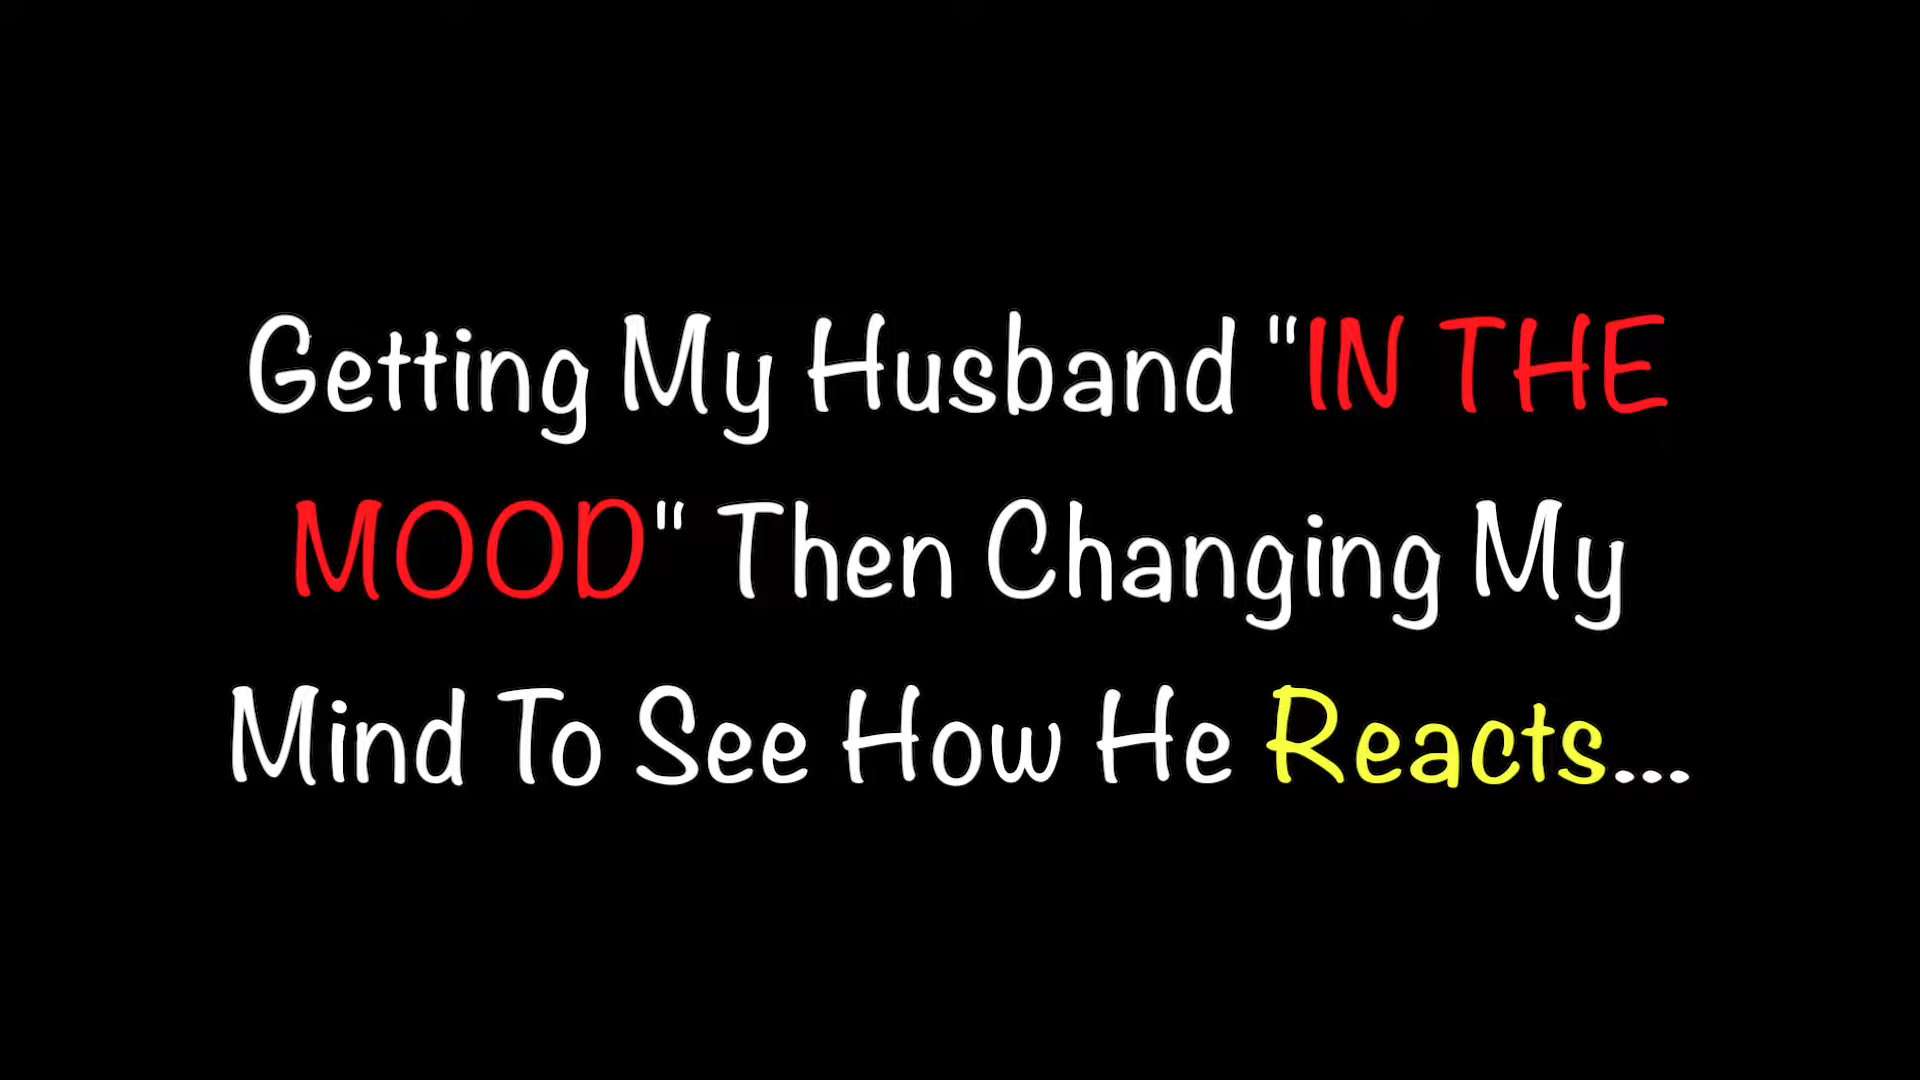 Getting My Husband "IN THE
MOOD" Then Changing My
Mind To See How He Reacts...